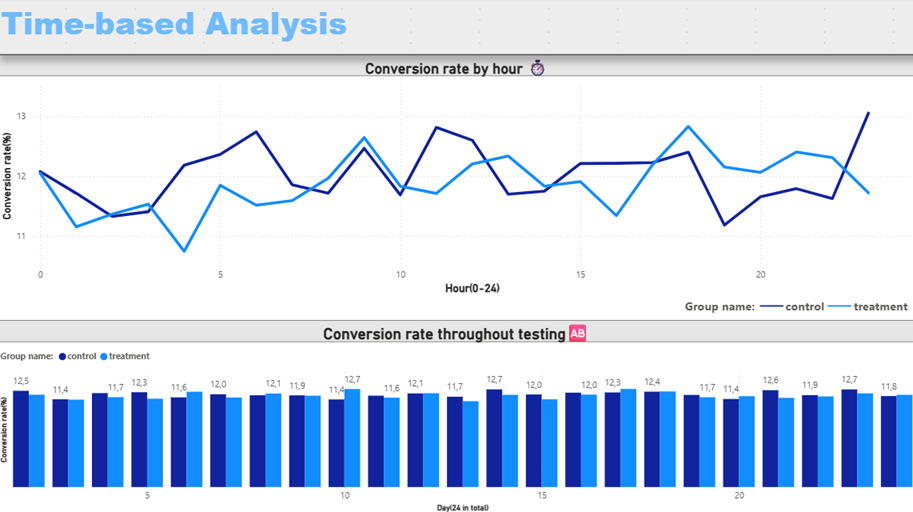 Time-based Analysis
Conversion rate by hour ⏱
Conversion rate(%)
13
12
11
0 5 10 15 20
Hour(0-24)
Group name: control treatment
Conversion rate throughout testing AB
Group name: control treatment
Conversion rate(%)
12,5 11,4 11,7 12,3 11,6 12,0 12,1 11,9 11,4 12,7 11,6 12,1 11,7 12,7 12,0 12,0 12,3 12,4 11,7 11,4 12,6 11,9 12,7 11,8
5 10 15 20
Day(24 in total)